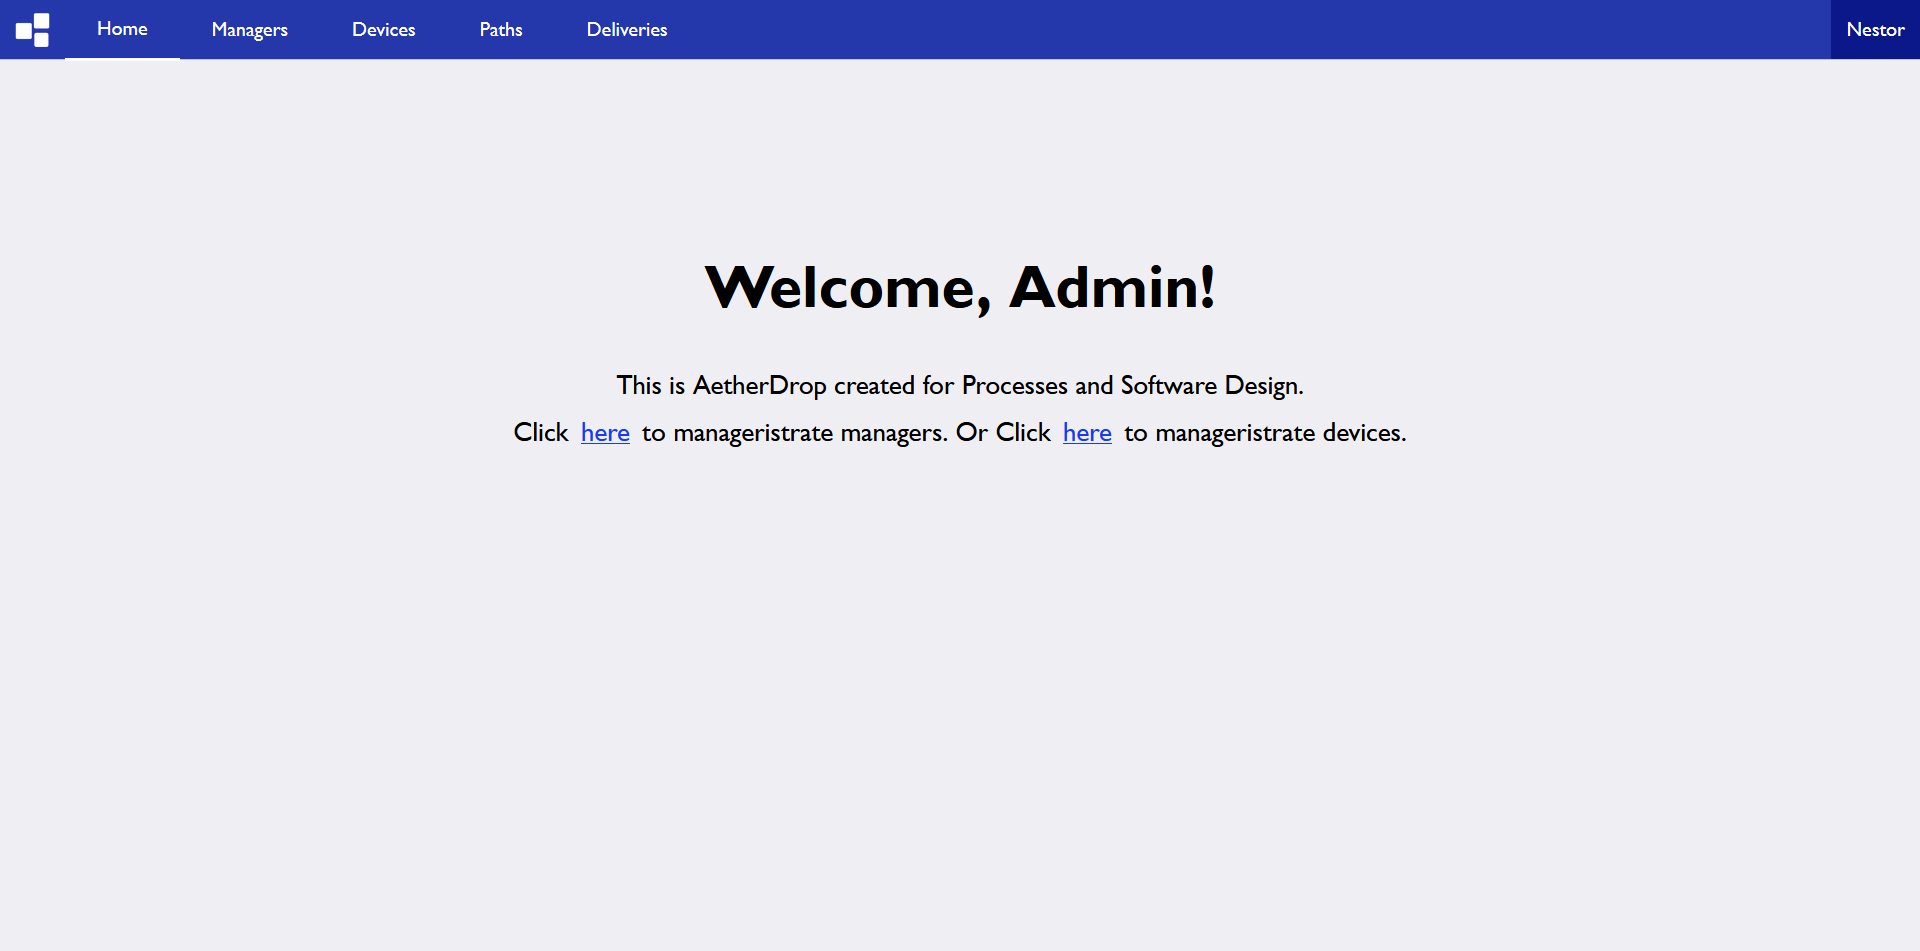 Home Managers Devices Paths Deliveries Nestor
Welcome, Admin!
This is AetherDrop created for Processes and Software Design.
Click here to manageristrate managers. Or Click here to manageristrate devices.